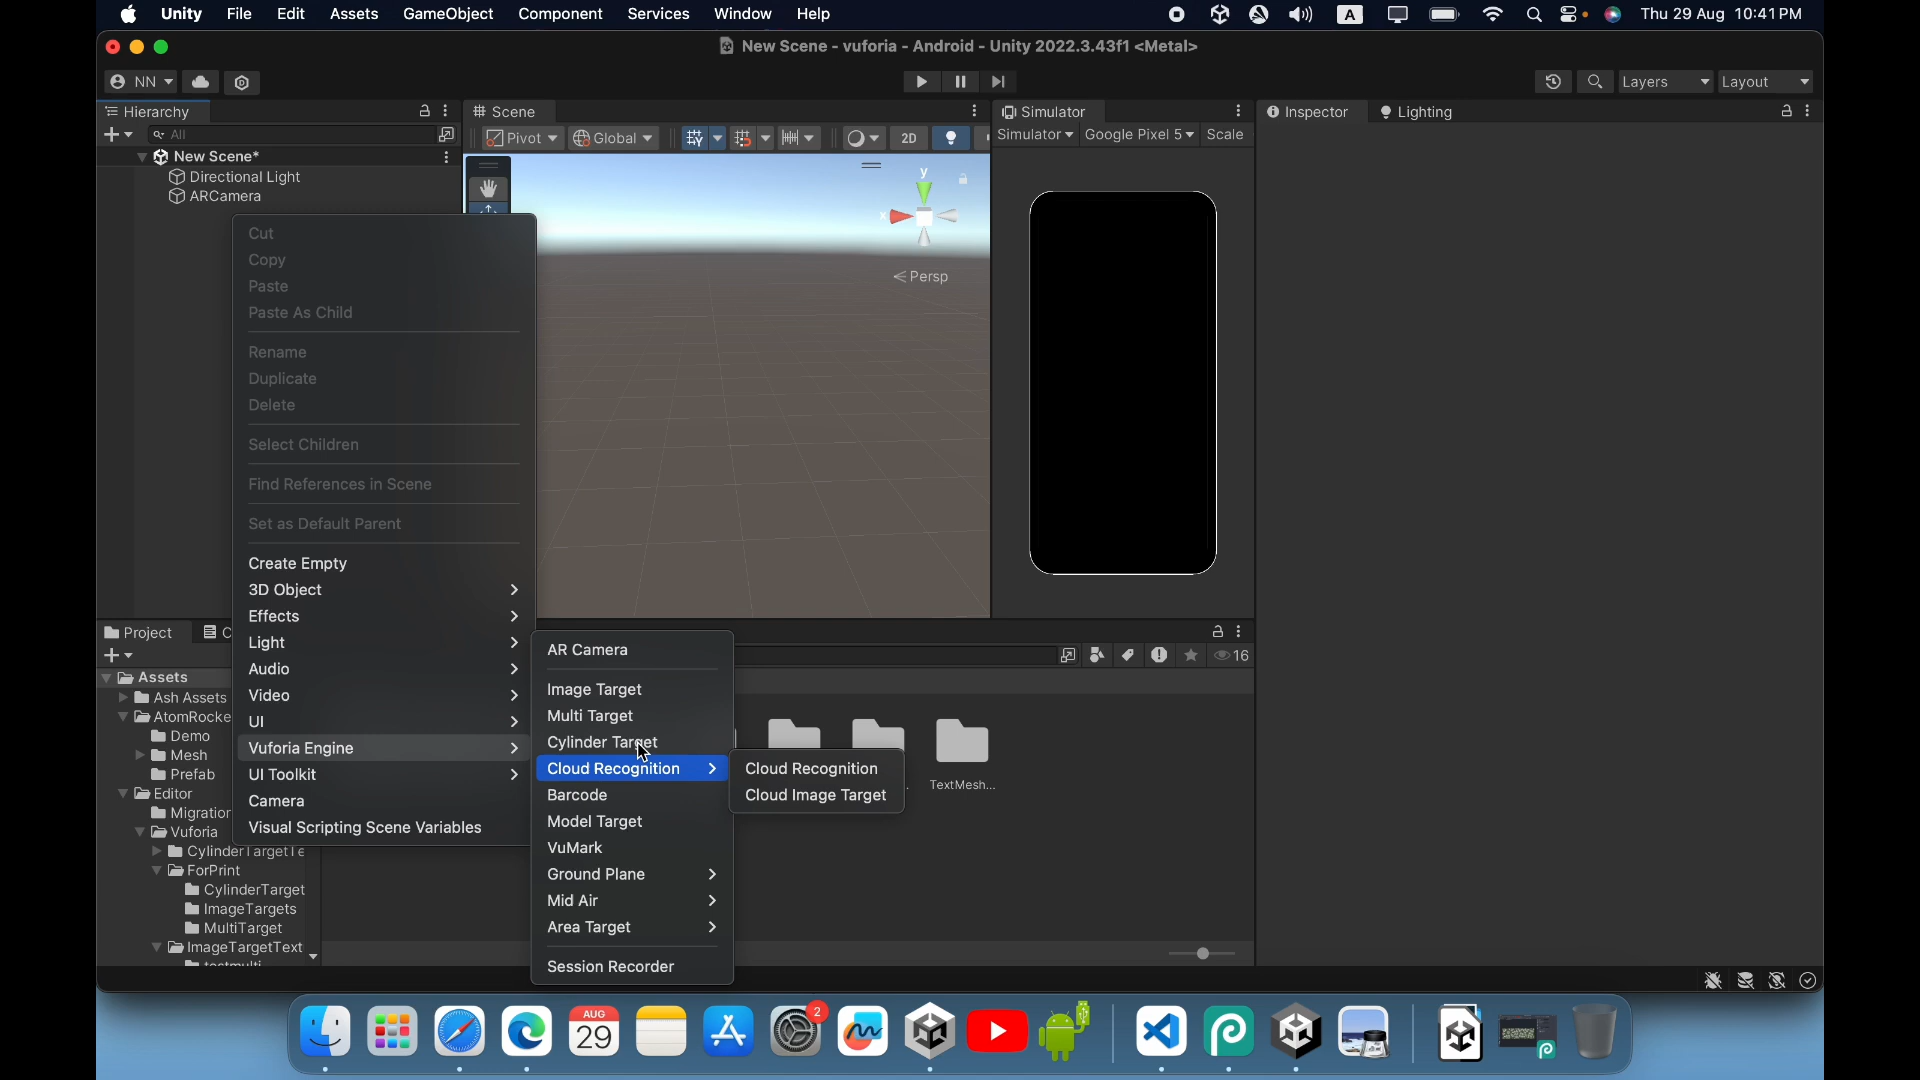 Unity File Edit Assets GameObject Component Services Window Help A Thu 29 Aug 10:41 PM
New Scene - vuforia - Android - Unity 2022.3.43f1 <Metal>
NN Layers Layout
Hierarchy Scene Simulator Inspector Lighting
All Pivot Global 2D Simulator Google Pixel 5 Scale
New Scene*
Directional Light
ARCamera
y
x
Persp
Cut
Copy
Paste
Paste As Child
Rename
Duplicate
Delete
Select Children
Find References in Scene
Set as Default Parent
Create Empty
3D Object
Effects
Light
Audio
Video
UI
Vuforia Engine
UI Toolkit
Camera
Visual Scripting Scene Variables
AR Camera
Image Target
Multi Target
Cylinder Target
Cloud Recognition
Barcode
Model Target
VuMark
Ground Plane
Mid Air
Area Target
Session Recorder
Cloud Recognition
Cloud Image Target
Project C
16
Assets
Ash Assets
AtomRocke
Demo
Mesh
Prefab
Editor
Migration
Vuforia
CylinderTargetTe
ForPrint
CylinderTarget
ImageTargets
MultiTarget
ImageTargetText
TextMesh...
AUG
29
2